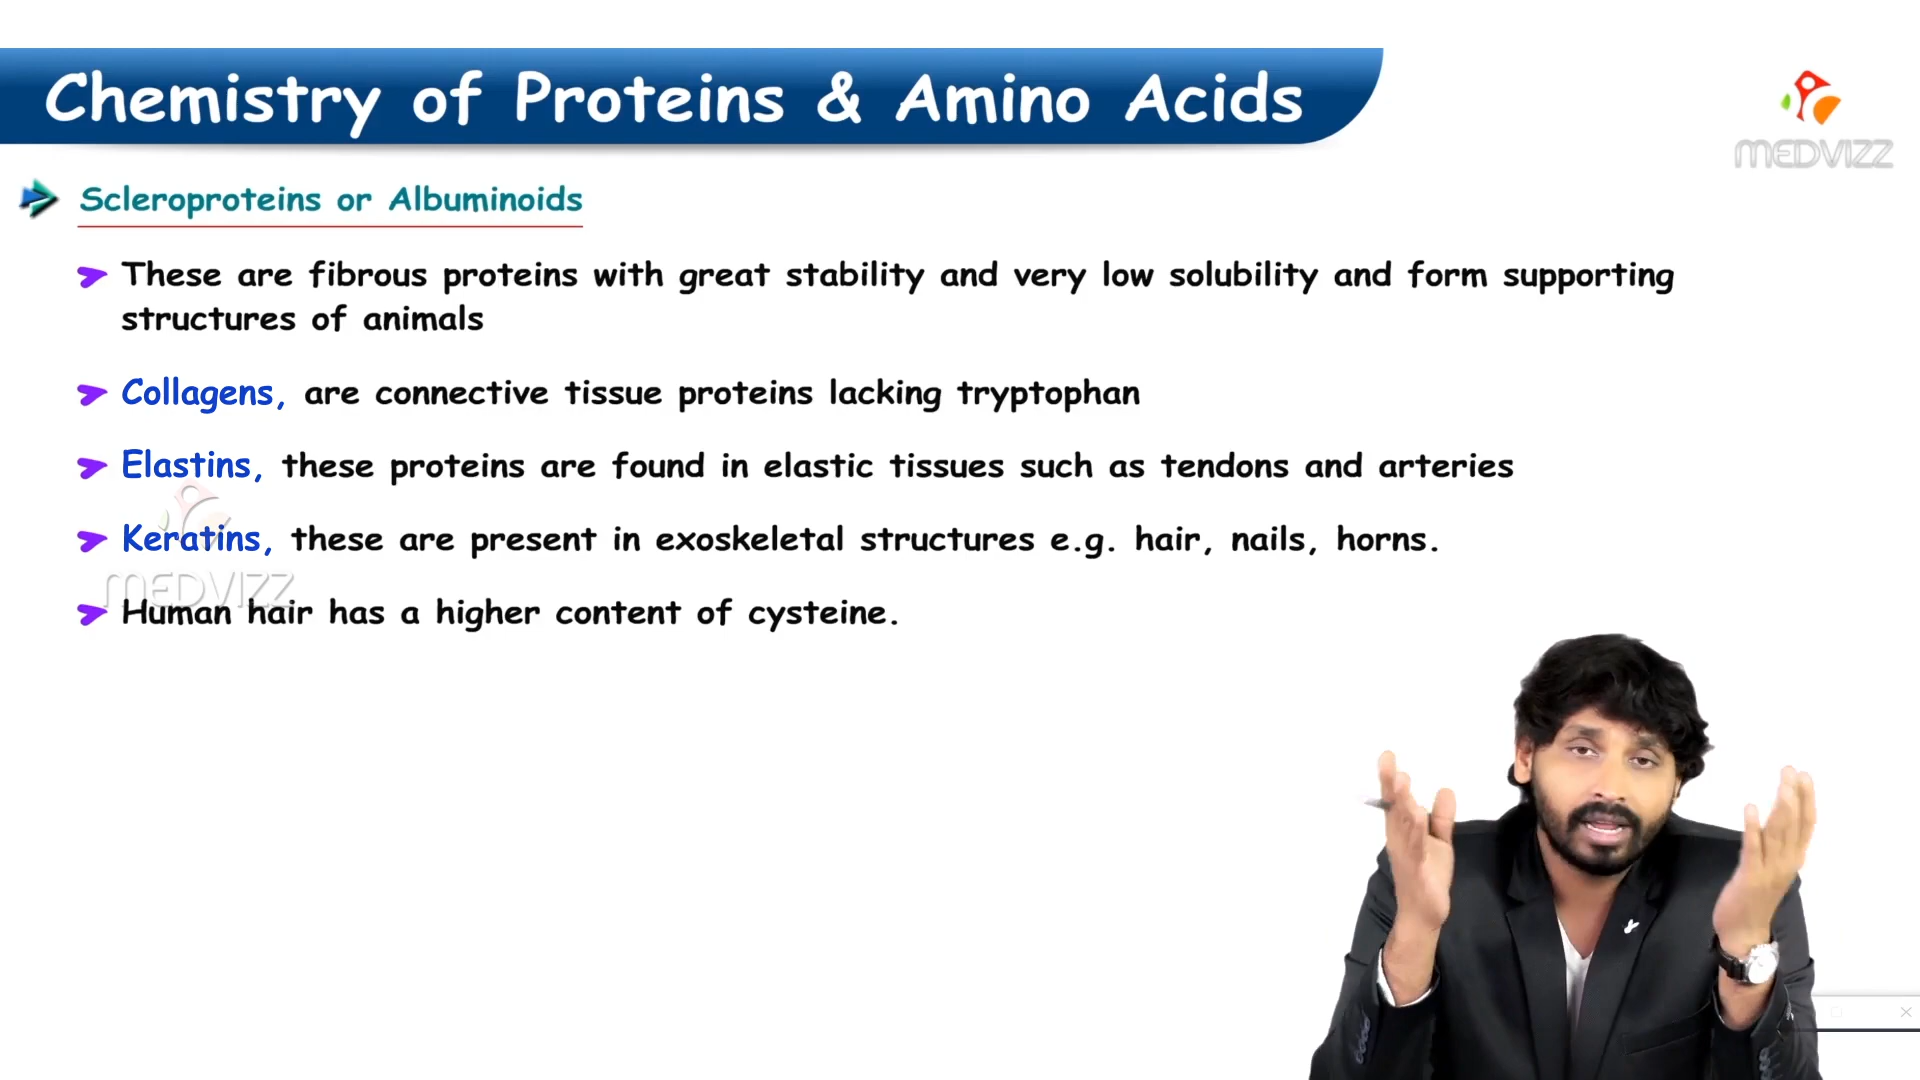 Chemistry of Proteins & Amino Acids
MEDVIZZ
Scleroproteins or Albuminoids
These are fibrous proteins with great stability and very low solubility and form supporting
structures of animals
Collagens, are connective tissue proteins lacking tryptophan
Elastins, these proteins are found in elastic tissues such as tendons and arteries
Keratins, these are present in exoskeletal structures e.g. hair, nails, horns.
MEDVIZZ
Human hair has a higher content of cysteine.